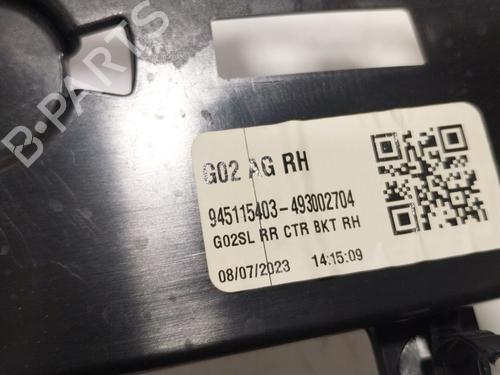 B-PARTS
G02 AG RH
945115403-493002704
G02SL RR CTR BKT RH
08/07/2023 14:15:09